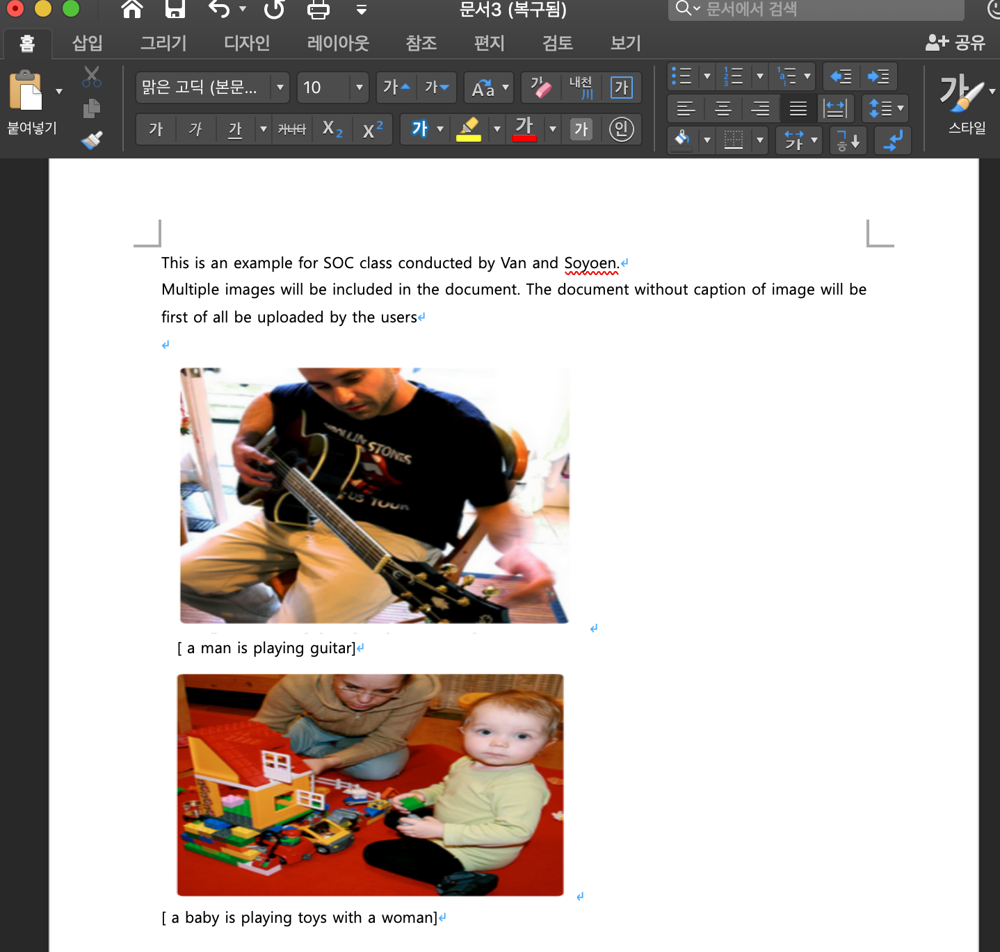 문서3 (복구됨)
문서에서 검색
홈 삽입 그리기 디자인 레이아웃 참조 편지 검토 보기 공유
붙여넣기
맑은 고딕 (본문... 10 가 가 Aa 가 내천 川 가
가 가 가 가나다 X2 X2 가 가 가 인
스타일
This is an example for SOC class conducted by Van and Soyoen.
Multiple images will be included in the document. The document without caption of image will be
first of all be uploaded by the users
STONES
US TOUR
[ a man is playing guitar]
[ a baby is playing toys with a woman]